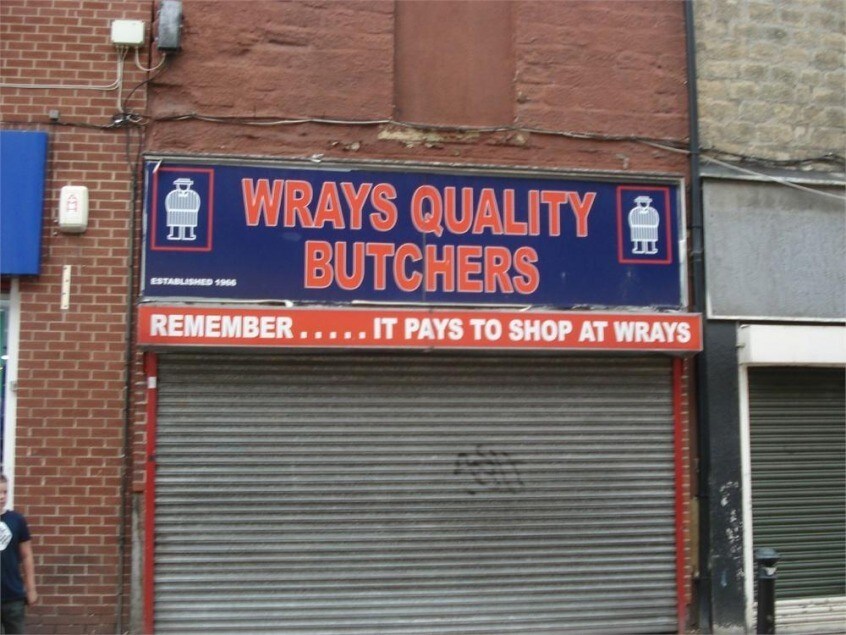 WRAYS QUALITY
BUTCHERS
ESTABLISHED 1966
REMEMBER ..... IT PAYS TO SHOP AT WRAYS